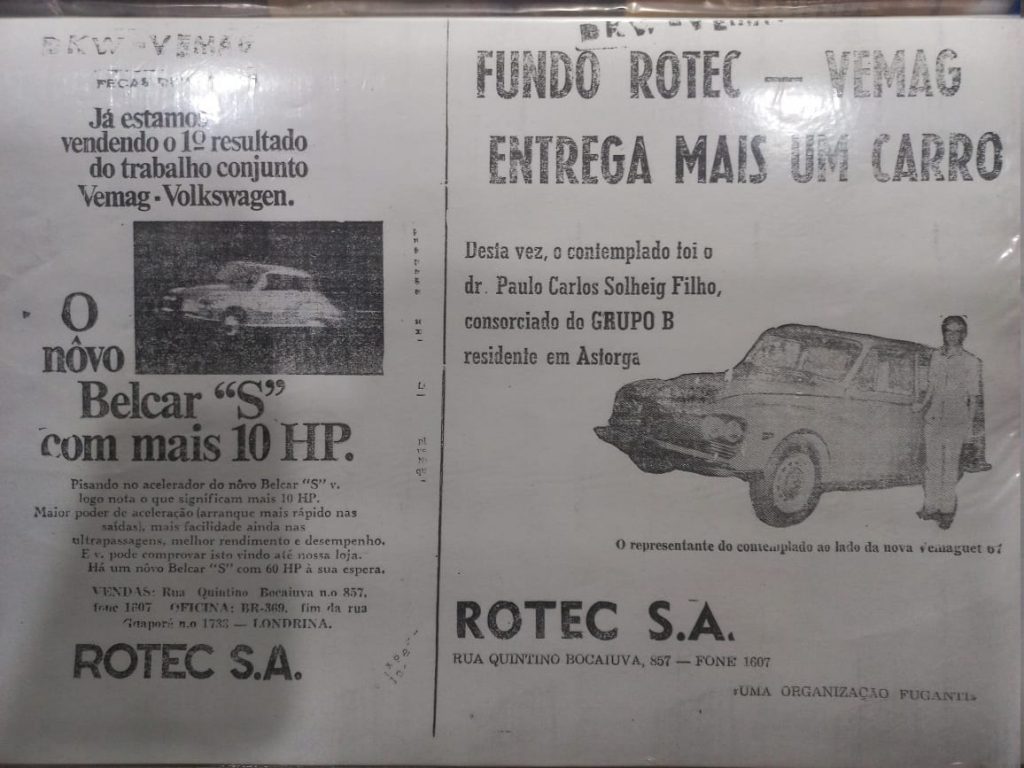 DKW-VEMAG
Já estamos
vendendo o 1º resultado
do trabalho conjunto
Vemag - Volkswagen.
O
nôvo
Belcar “S”
com mais 10 HP.
Pisando no acelerador do nôvo Belcar “S” v.
logo nota o que significam mais 10 HP.
Maior poder de aceleração (arranque mais rápido nas
saídas), mais facilidade ainda nas
ultrapassagens, melhor rendimento e desempenho.
E v. pode comprovar isto vindo até nossa loja.
Há um nôvo Belcar “S” com 60 HP à sua espera.
VENDAS: Rua Quintino Bocaiuva n.o 857,
fone 1607 OFICINA: BR-369, fim da rua
Guaporé n.o 1733 — LONDRINA.
ROTEC S.A.
FUNDO ROTEC — VEMAG
ENTREGA MAIS UM CARRO
Desta vez, o contemplado foi o
dr. Paulo Carlos Solheig Filho,
consorciado do GRUPO B
residente em Astorga
O representante do contemplado ao lado da nova Vemaguet 67
ROTEC S.A.
RUA QUINTINO BOCAIUVA, 857 — FONE 1607
«UMA ORGANIZAÇÃO FUGANTI»